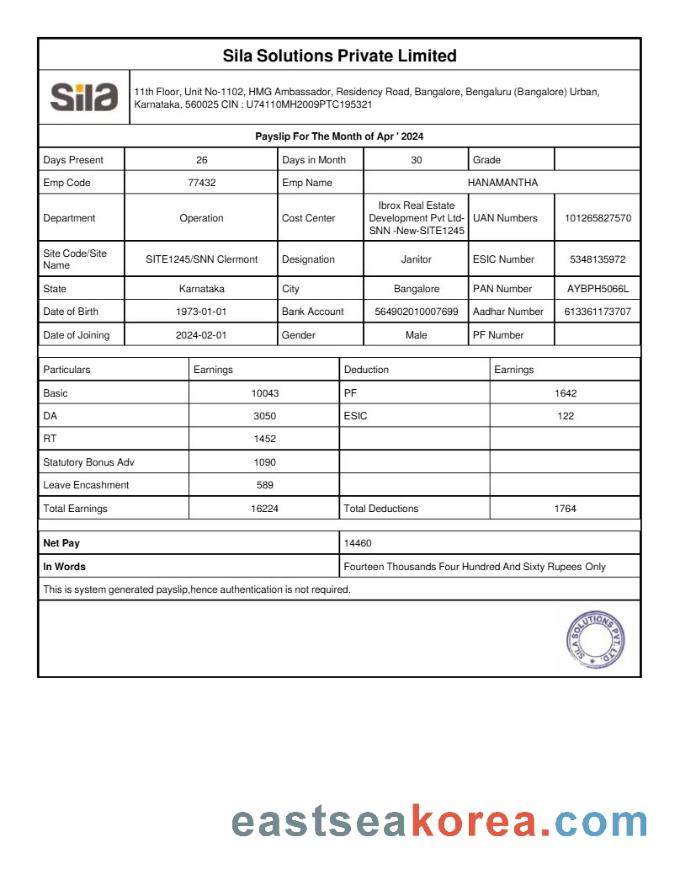 Sila Solutions Private Limited
sila
11th Floor, Unit No-1102, HMG Ambassador, Residency Road, Bangalore, Bengaluru (Bangalore) Urban,
Karnataka, 560025 CIN : U74110MH2009PTC195321
Payslip For The Month of Apr ' 2024
Days Present 26 Days in Month 30 Grade
Emp Code 77432 Emp Name HANAMANTHA
Department Operation Cost Center Ibrox Real Estate Development Pvt Ltd-SNN -New-SITE1245 UAN Numbers 101265827570
Site Code/Site Name SITE1245/SNN Clermont Designation Janitor ESIC Number 5348135972
State Karnataka City Bangalore PAN Number AYBPH5066L
Date of Birth 1973-01-01 Bank Account 564902010007699 Aadhar Number 613361173707
Date of Joining 2024-02-01 Gender Male PF Number
Particulars Earnings Deduction Earnings
Basic 10043 PF 1642
DA 3050 ESIC 122
RT 1452
Statutory Bonus Adv 1090
Leave Encashment 589
Total Earnings 16224 Total Deductions 1764
Net Pay 14460
In Words Fourteen Thousands Four Hundred And Sixty Rupees Only
This is system generated payslip,hence authentication is not required.
SILA SOLUTIONS PVT. LTD.
eastseakorea.com